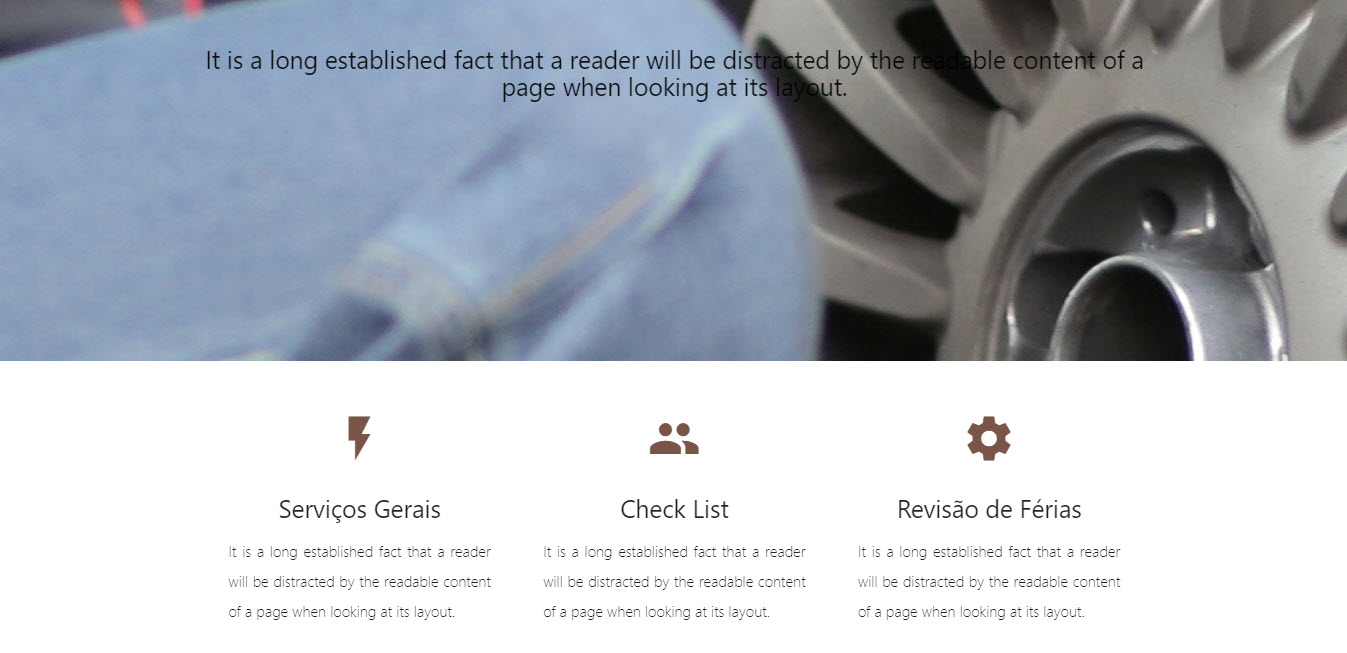 It is a long established fact that a reader will be distracted by the readable content of a
page when looking at its layout.
Serviços Gerais
It is a long established fact that a reader
will be distracted by the readable content
of a page when looking at its layout.
Check List
It is a long established fact that a reader
will be distracted by the readable content
of a page when looking at its layout.
Revisão de Férias
It is a long established fact that a reader
will be distracted by the readable content
of a page when looking at its layout.